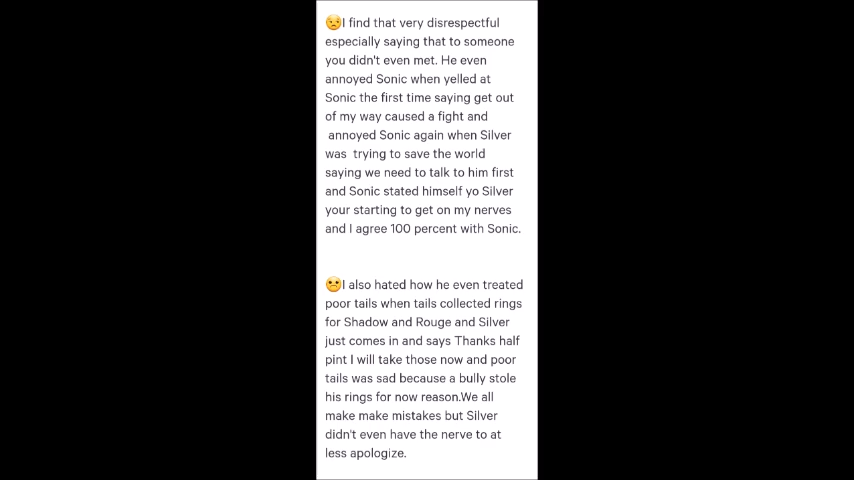 😒I find that very disrespectful
especially saying that to someone
you didn't even met. He even
annoyed Sonic when yelled at
Sonic the first time saying get out
of my way caused a fight and
annoyed Sonic again when Silver
was trying to save the world
saying we need to talk to him first
and Sonic stated himself yo Silver
your starting to get on my nerves
and I agree 100 percent with Sonic.
🙁I also hated how he even treated
poor tails when tails collected rings
for Shadow and Rouge and Silver
just comes in and says Thanks half
pint I will take those now and poor
tails was sad because a bully stole
his rings for now reason.We all
make make mistakes but Silver
didn't even have the nerve to at
less apologize.